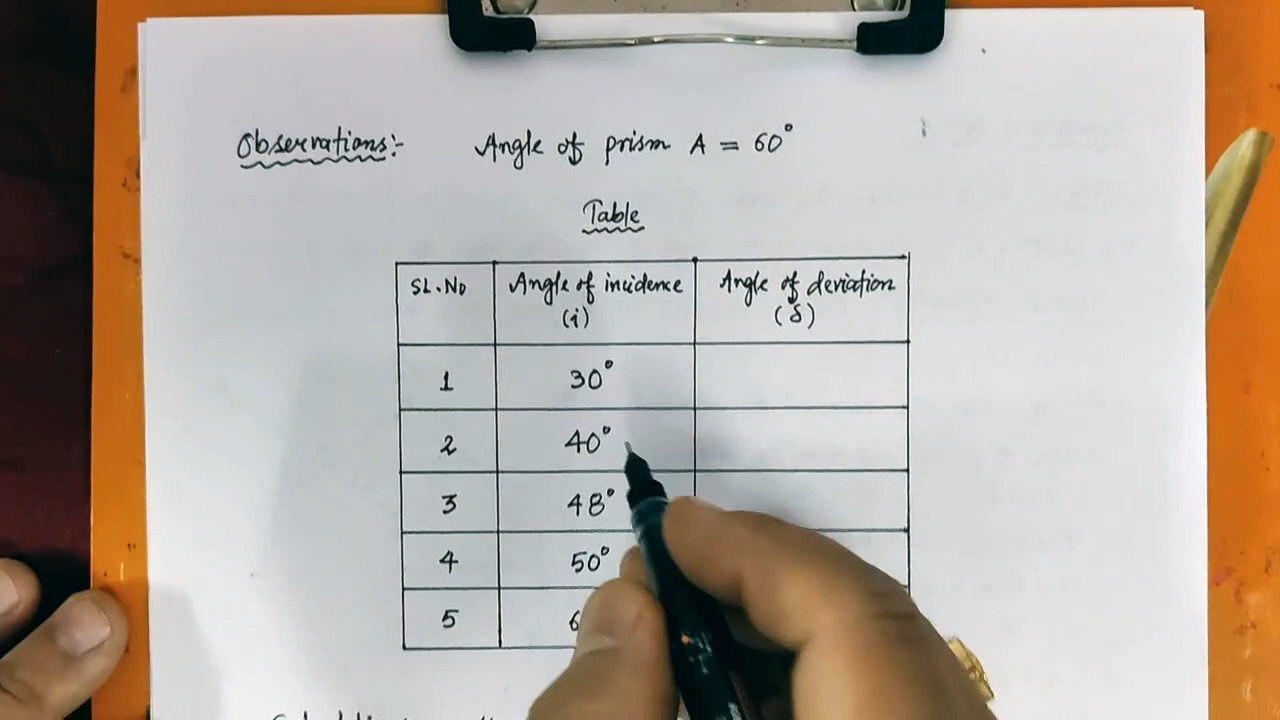 Observations:- Angle of prism A = 60°
Table
SL.No Angle of incidence (i) Angle of deviation (δ)
1 30°
2 40°
3 48°
4 50°
5 6